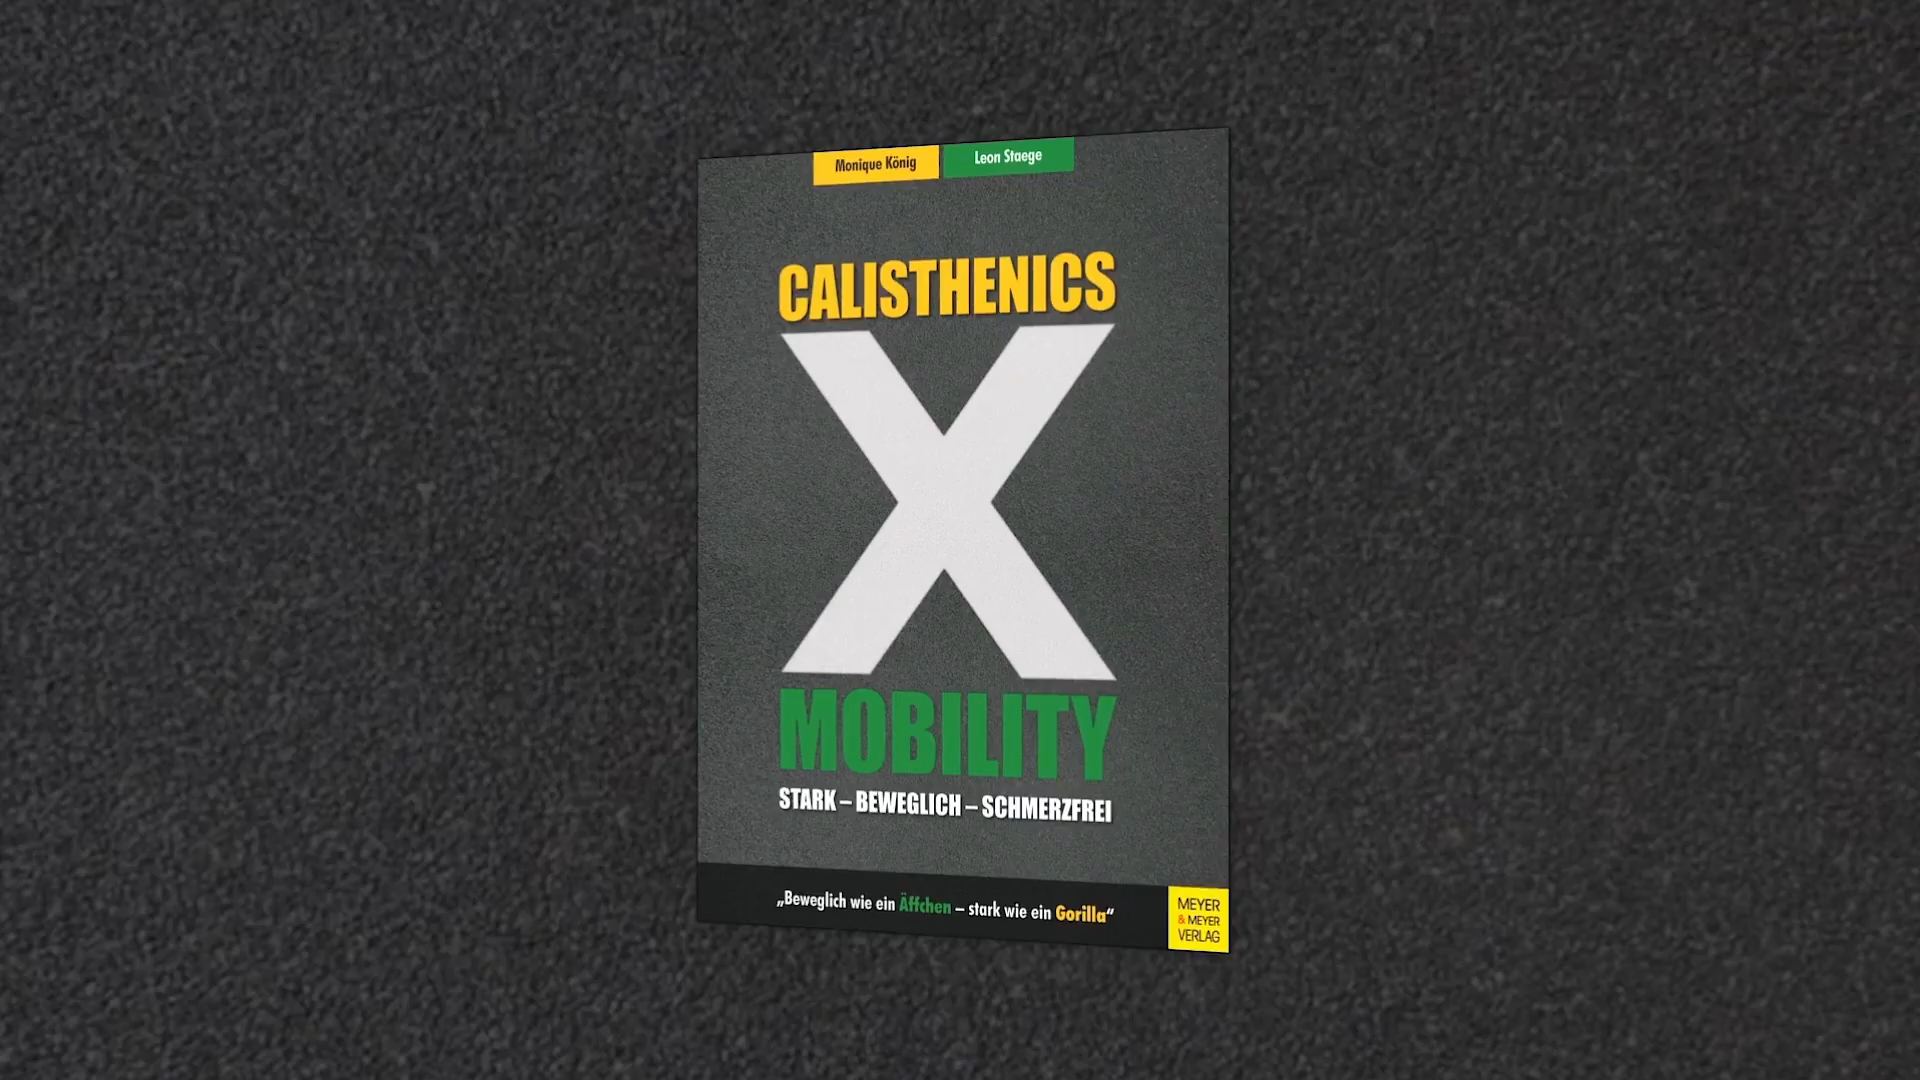 Monique König
Leon Staege
CALISTHENICS
X
MOBILITY
STARK – BEWEGLICH – SCHMERZFREI
„Beweglich wie ein Äffchen – stark wie ein Gorilla“
MEYER
& MEYER
VERLAG